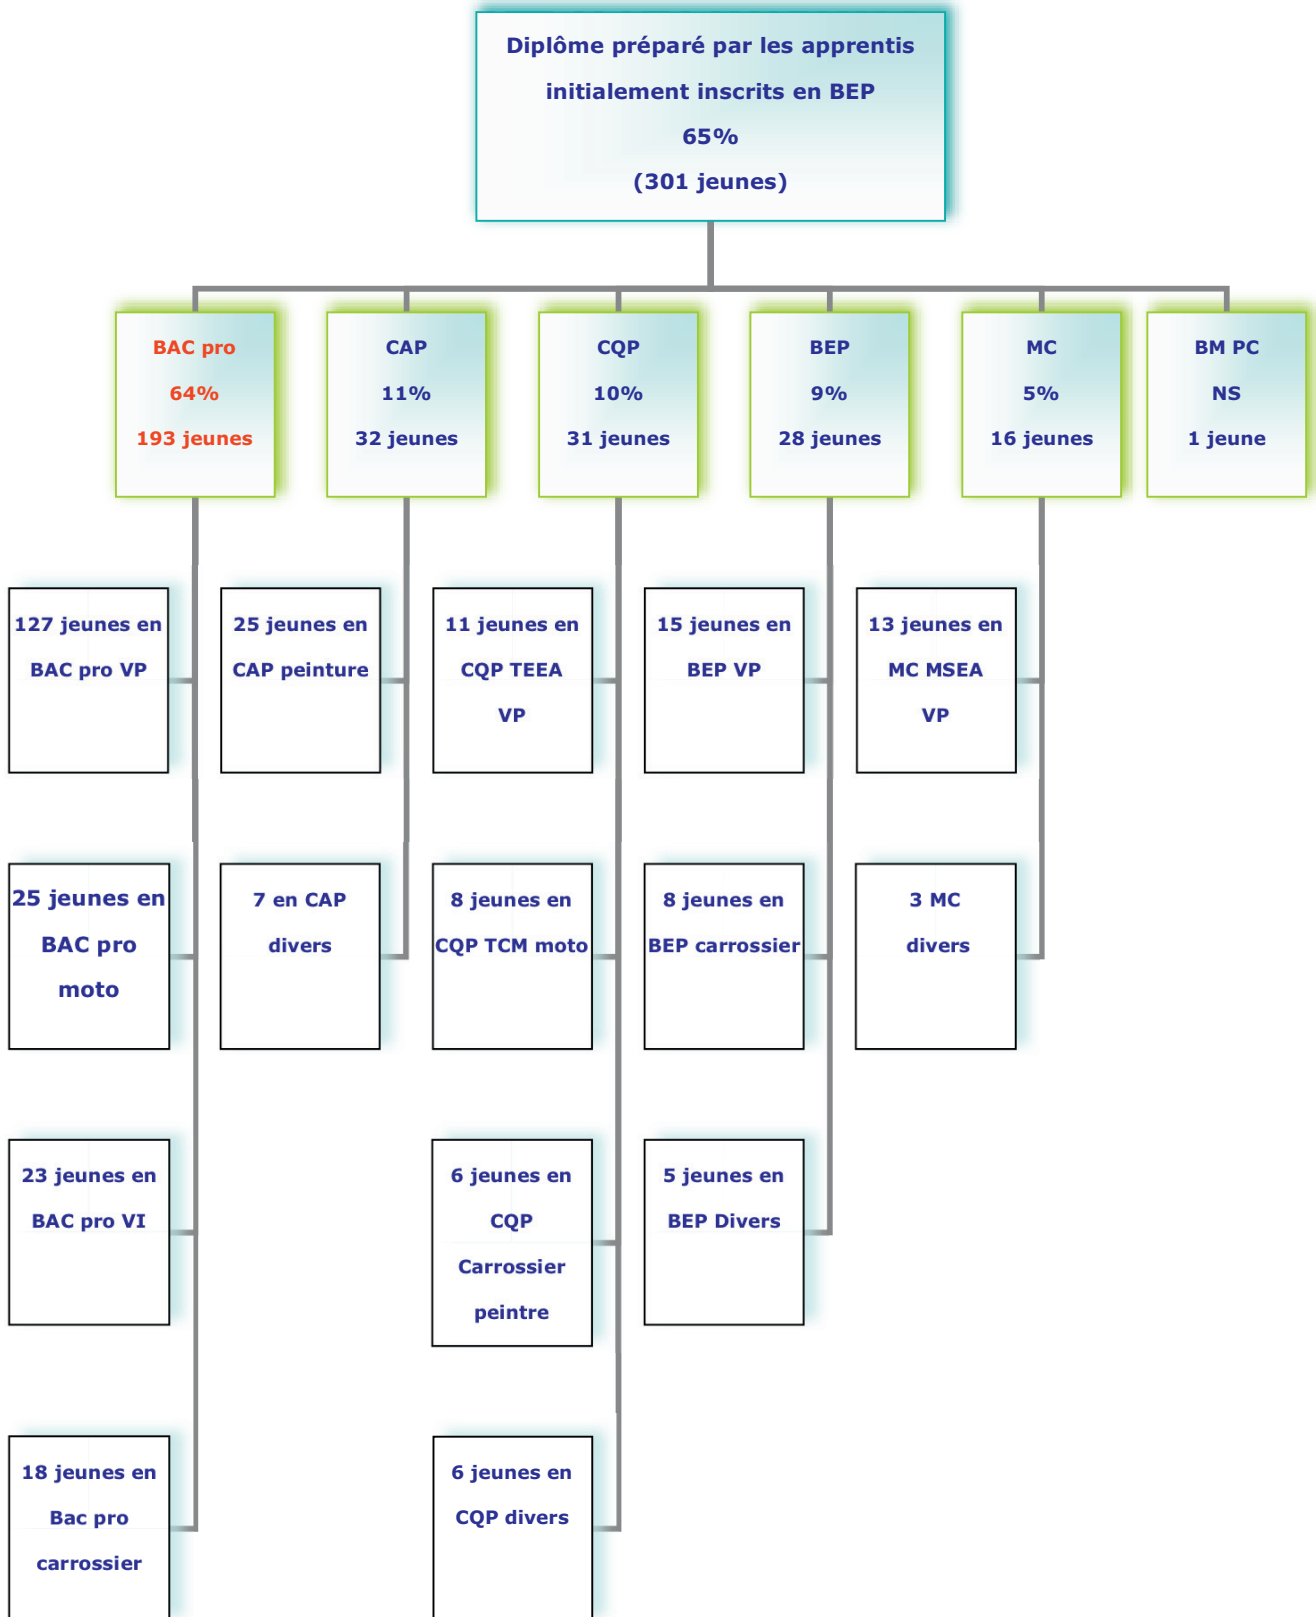 Diplôme préparé par les apprentis
initialement inscrits en BEP
65%
(301 jeunes)
BAC pro
64%
193 jeunes
CAP
11%
32 jeunes
CQP
10%
31 jeunes
BEP
9%
28 jeunes
MC
5%
16 jeunes
BM PC
NS
1 jeune
127 jeunes en
BAC pro VP
25 jeunes en
CAP peinture
11 jeunes en
CQP TEEA
VP
15 jeunes en
BEP VP
13 jeunes en
MC MSEA
VP
25 jeunes en
BAC pro
moto
7 en CAP
divers
8 jeunes en
CQP TCM moto
8 jeunes en
BEP carrossier
3 MC
divers
23 jeunes en
BAC pro VI
6 jeunes en
CQP
Carrossier
peintre
5 jeunes en
BEP Divers
18 jeunes en
Bac pro
carrossier
6 jeunes en
CQP divers